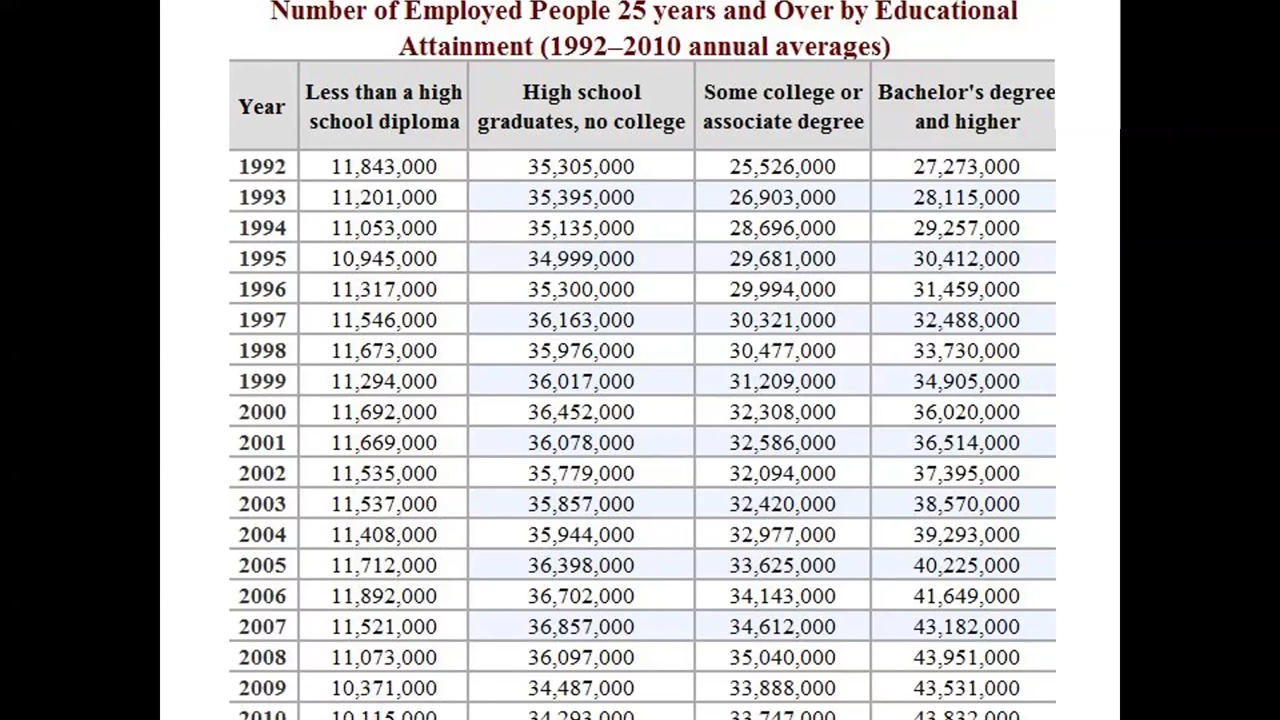 Number of Employed People 25 years and Over by Educational
Attainment (1992–2010 annual averages)
Year Less than a high school diploma High school graduates, no college Some college or associate degree Bachelor's degree and higher
1992 11,843,000 35,305,000 25,526,000 27,273,000
1993 11,201,000 35,395,000 26,903,000 28,115,000
1994 11,053,000 35,135,000 28,696,000 29,257,000
1995 10,945,000 34,999,000 29,681,000 30,412,000
1996 11,317,000 35,300,000 29,994,000 31,459,000
1997 11,546,000 36,163,000 30,321,000 32,488,000
1998 11,673,000 35,976,000 30,477,000 33,730,000
1999 11,294,000 36,017,000 31,209,000 34,905,000
2000 11,692,000 36,452,000 32,308,000 36,020,000
2001 11,669,000 36,078,000 32,586,000 36,514,000
2002 11,535,000 35,779,000 32,094,000 37,395,000
2003 11,537,000 35,857,000 32,420,000 38,570,000
2004 11,408,000 35,944,000 32,977,000 39,293,000
2005 11,712,000 36,398,000 33,625,000 40,225,000
2006 11,892,000 36,702,000 34,143,000 41,649,000
2007 11,521,000 36,857,000 34,612,000 43,182,000
2008 11,073,000 36,097,000 35,040,000 43,951,000
2009 10,371,000 34,487,000 33,888,000 43,531,000
2010 10,115,000 34,293,000 33,747,000 43,832,000